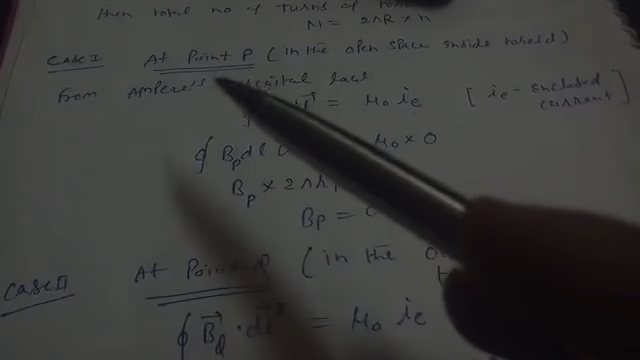 then total no of turns of
N = 2πR × n
Case I At Point P (in the open space inside toroid)
from Ampere's circuital law
= μ₀ ie [ie - enclosed current]
∮ Bp dl μ₀ × 0
Bp × 2πR
Bp = 0
Case II At Point (in the
∮ B⃗Q · dl⃗ = μ₀ ie